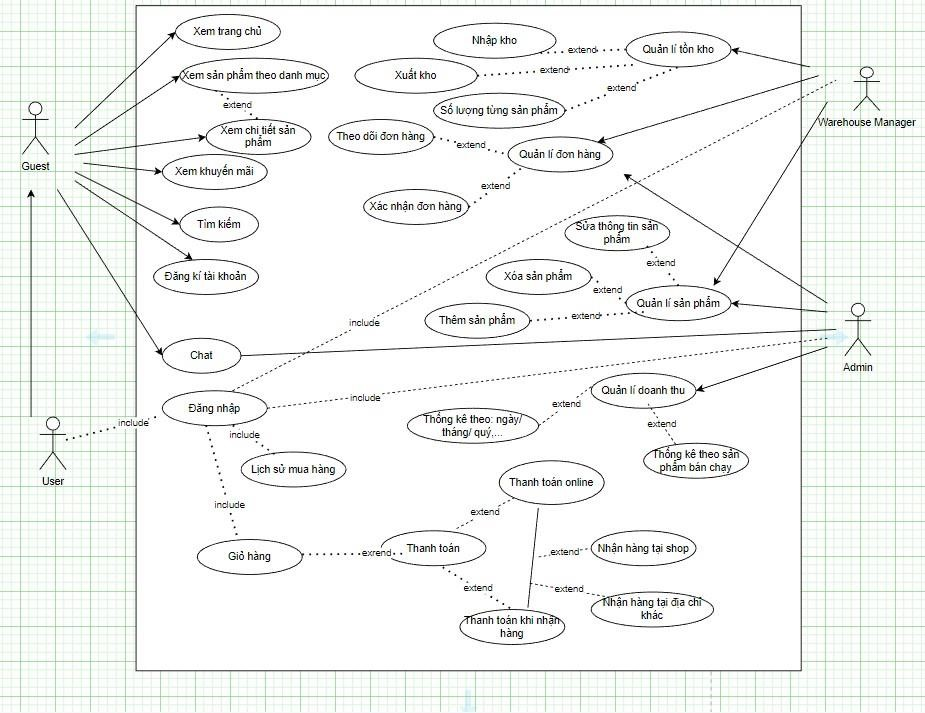 Xem trang chủ
Xem sản phẩm theo danh mục
extend
Xem chi tiết sản
phẩm
Xem khuyến mãi
Tìm kiếm
Đăng kí tài khoản
Chat
Guest
User
include
Đăng nhập
include
Lịch sử mua hàng
include
Giỏ hàng
exrend
Thanh toán
extend
Thanh toán online
extend
Thanh toán khi nhận
hàng
extend
Nhận hàng tại shop
extend
Nhận hàng tại địa chỉ
khác
Nhập kho
extend
Quản lí tồn kho
Xuất kho
extend
extend
Số lượng từng sản phẩm
Theo dõi đơn hàng
extend
Quản lí đơn hàng
extend
Xác nhận đơn hàng
Sửa thông tin sản
phẩm
extend
Xóa sản phẩm
extend
Quản lí sản phẩm
Thêm sản phẩm
extend
include
include
Quản lí doanh thu
extend
Thống kê theo: ngày/
tháng/ quý,...
extend
Thống kê theo sản
phẩm bán chạy
Warehouse Manager
Admin